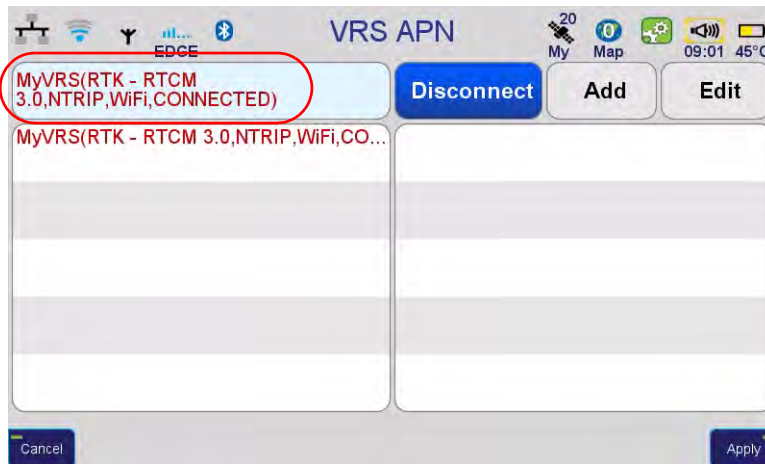 VRS APN
20
0
EDGE
My
Map
09:01
45°
MyVRS(RTK - RTCM
3.0,NTRIP,WiFi,CONNECTED)
Disconnect
Add
Edit
MyVRS(RTK - RTCM 3.0,NTRIP,WiFi,CO...
Cancel
Apply